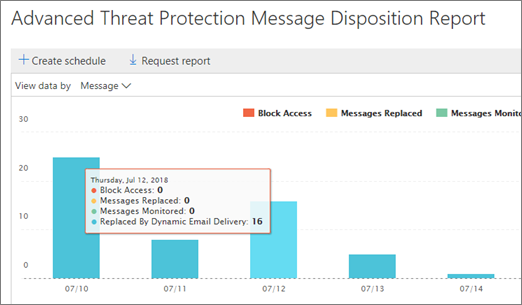 Advanced Threat Protection Message Disposition Report
Create schedule Request report
View data by Message
Block Access Messages Replaced Messages Monito
30
20
10
0
Thursday, Jul 12, 2018
Block Access: 0
Messages Replaced: 0
Messages Monitored: 0
Replaced By Dynamic Email Delivery: 16
07/10 07/11 07/12 07/13 07/14